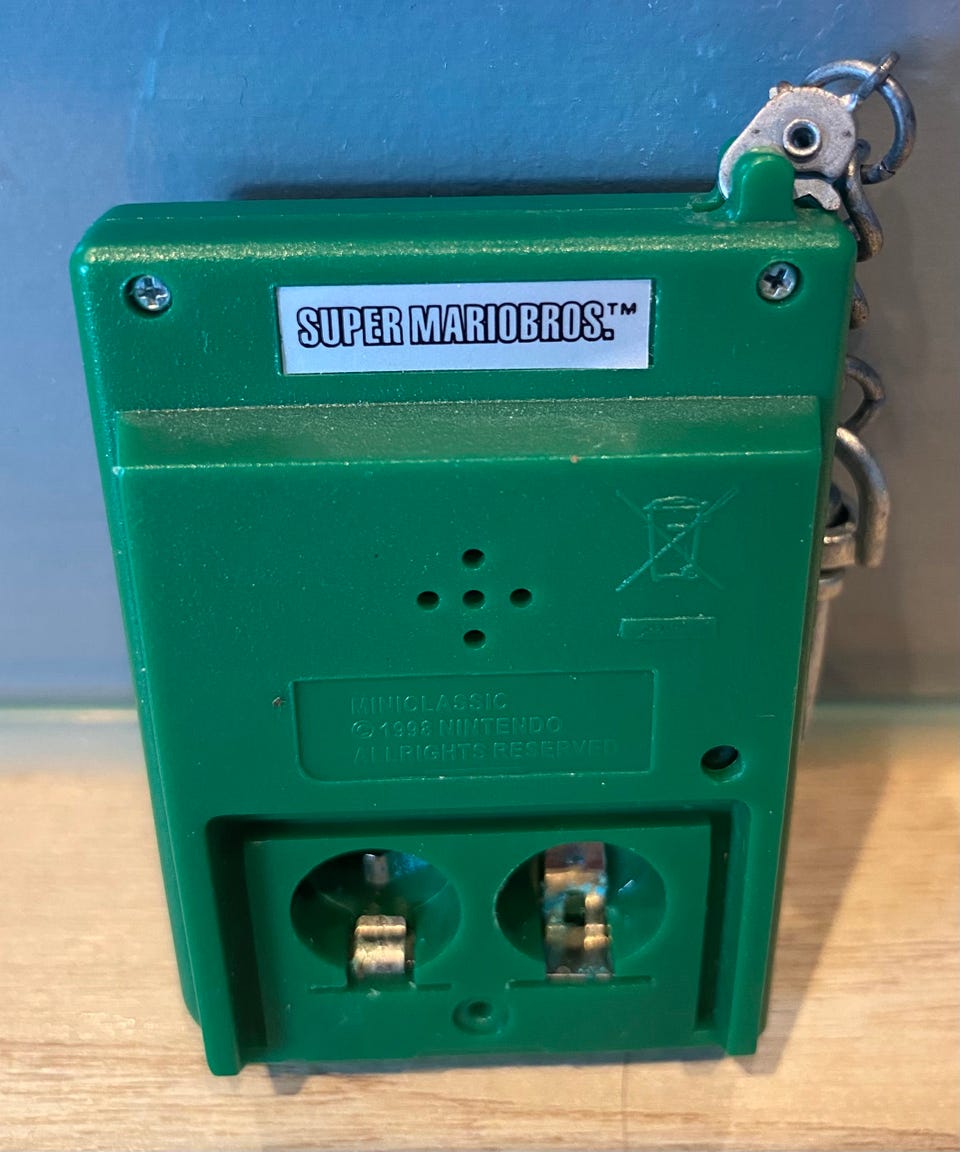 SUPER MARIOBROS.™
MINICLASSIC
© 1998 NINTENDO
ALLRIGHTS RESERVED